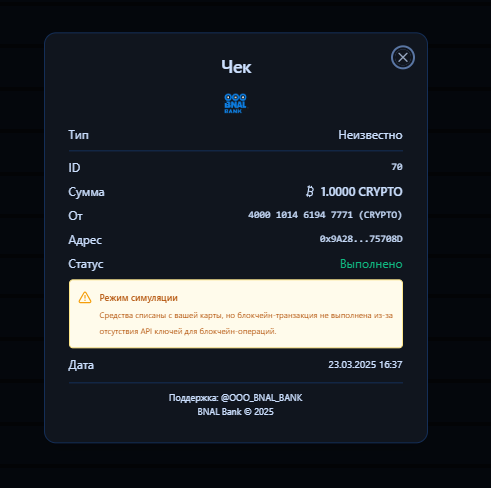 Чек
BNAL
BANK
Тип Неизвестно
ID 70
Сумма ₿ 1.0000 CRYPTO
От 4000 1014 6194 7771 (CRYPTO)
Адрес 0x9A28...75708D
Статус Выполнено
Режим симуляции
Средства списаны с вашей карты, но блокчейн-транзакция не выполнена из-за
отсутствия API ключей для блокчейн-операций.
Дата 23.03.2025 16:37
Поддержка: @OOO_BNAL_BANK
BNAL Bank © 2025